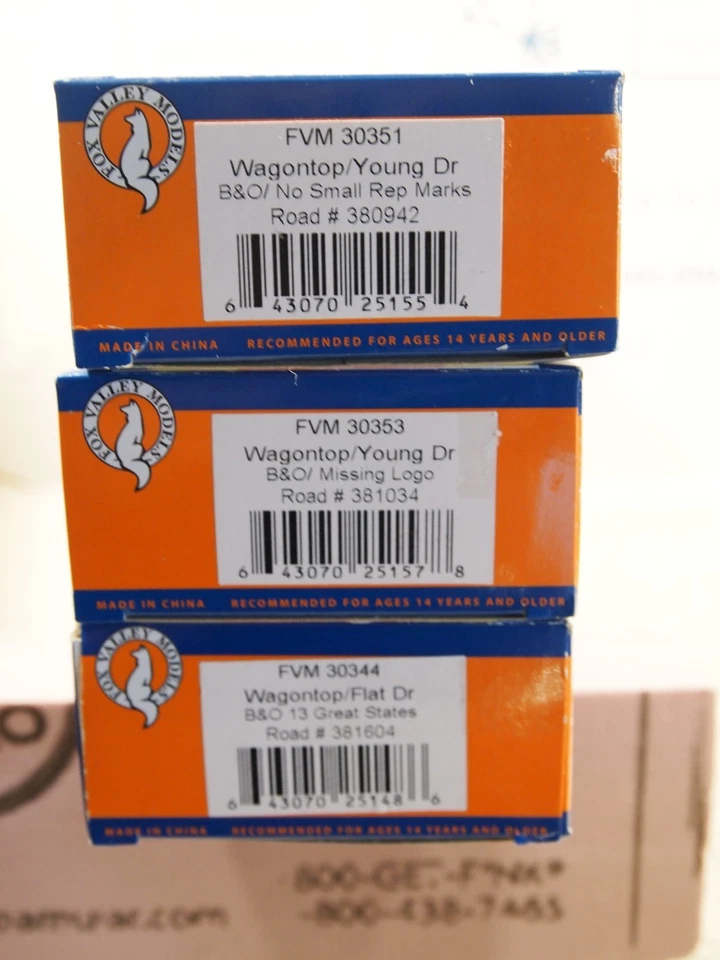 FOX VALLEY MODELS
FVM 30351
Wagontop/Young Dr
B&O/ No Small Rep Marks
Road # 380942
6 43070 25155 4
MADE IN CHINA RECOMMENDED FOR AGES 14 YEARS AND OLDER
FOX VALLEY MODELS
FVM 30353
Wagontop/Young Dr
B&O/ Missing Logo
Road # 381034
6 43070 25157 8
MADE IN CHINA RECOMMENDED FOR AGES 14 YEARS AND OLDER
FOX VALLEY MODELS
FVM 30344
Wagontop/Flat Dr
B&O 13 Great States
Road # 381604
6 43070 25148 6
MADE IN CHINA RECOMMENDED FOR AGES 14 YEARS AND OLDER
-800-438-7465